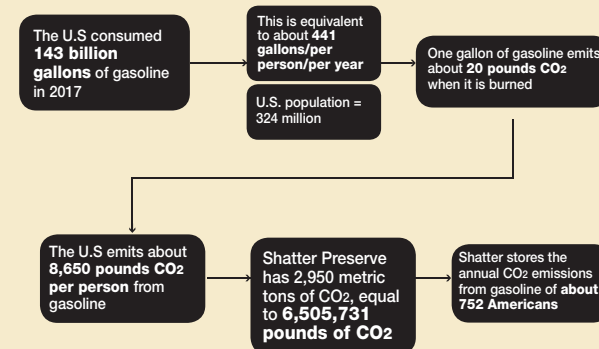 The U.S consumed
143 billion
gallons of gasoline
in 2017
This is equivalent
to about 441
gallons/per
person/per year
U.S. population =
324 million
One gallon of gasoline emits
about 20 pounds CO2
when it is burned
The U.S emits about
8,650 pounds CO2
per person from
gasoline
Shatter Preserve
has 2,950 metric
tons of CO2, equal
to 6,505,731
pounds of CO2
Shatter stores the
annual CO2 emissions
from gasoline of about
752 Americans